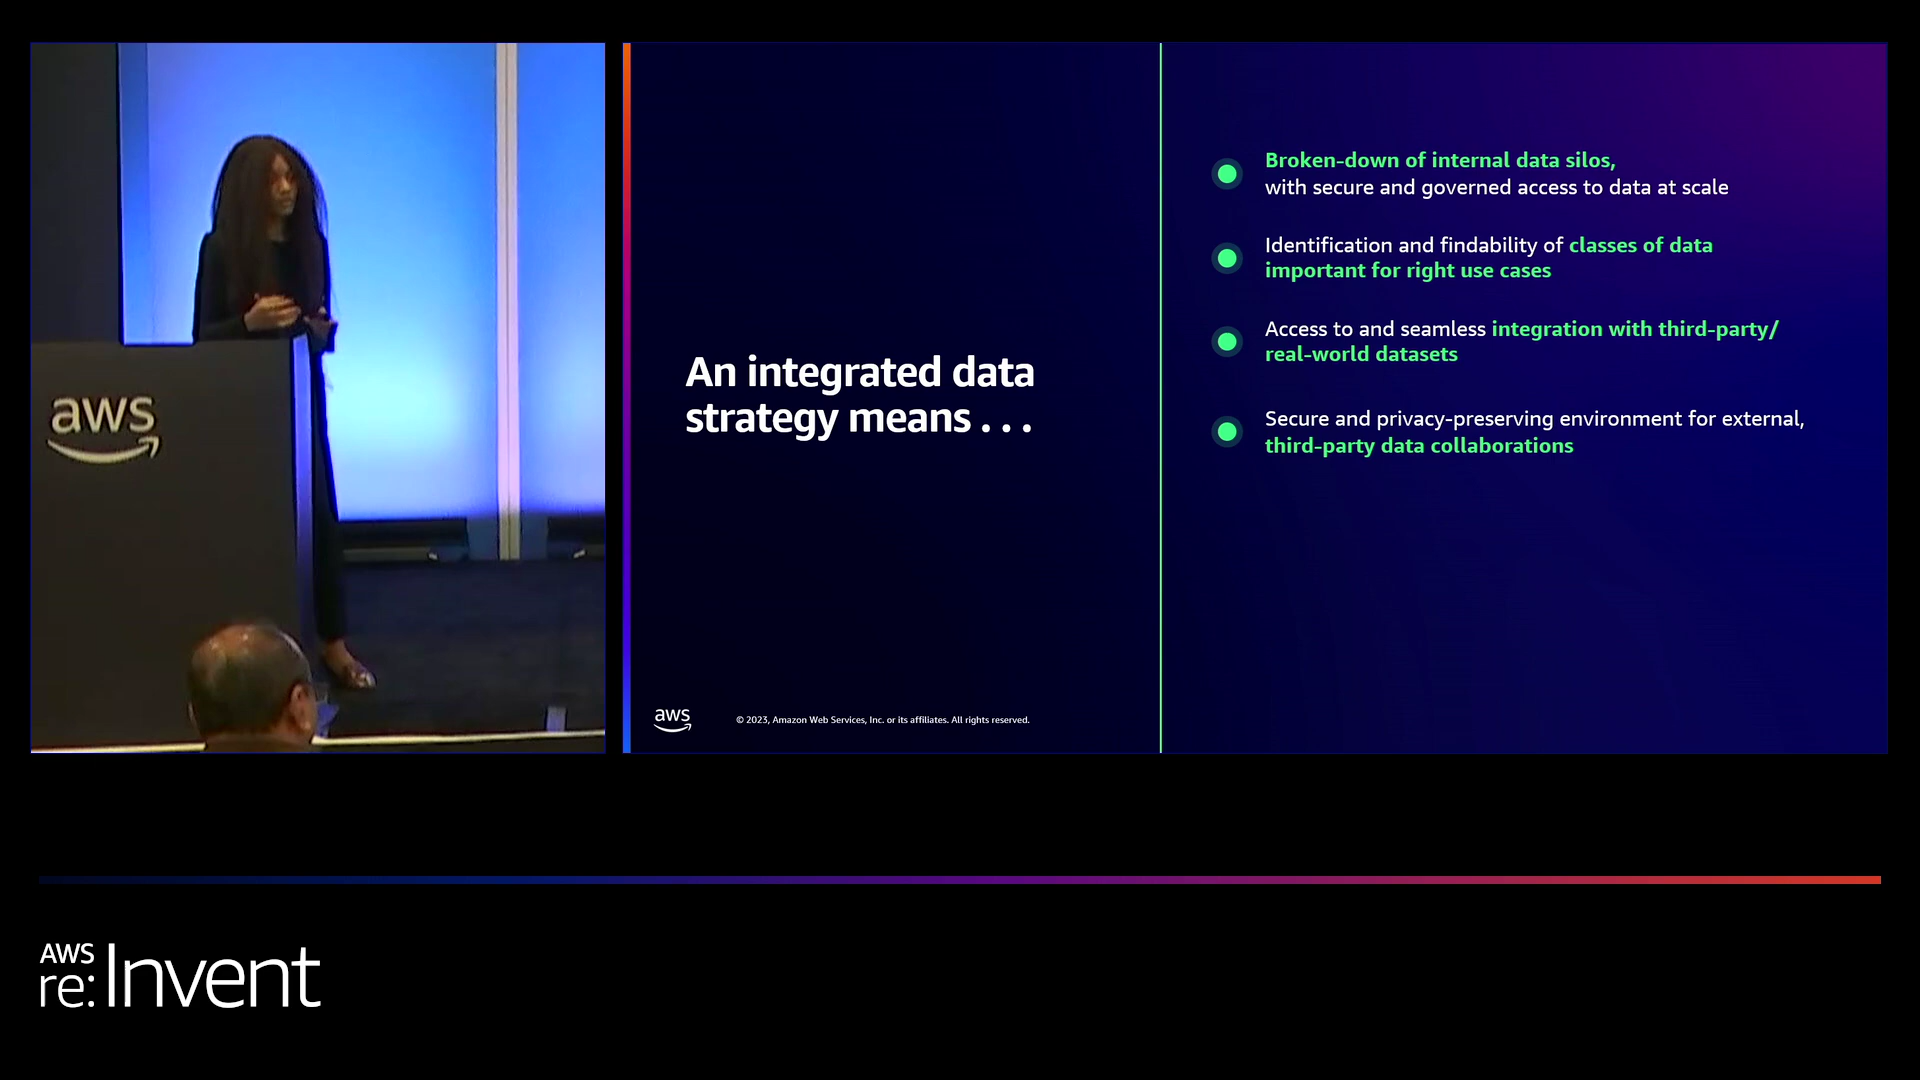 aws
An integrated data
strategy means . . .
Broken-down of internal data silos,
with secure and governed access to data at scale
Identification and findability of classes of data
important for right use cases
Access to and seamless integration with third-party/
real-world datasets
Secure and privacy-preserving environment for external,
third-party data collaborations
aws
© 2023, Amazon Web Services, Inc. or its affiliates. All rights reserved.
AWS
re:Invent